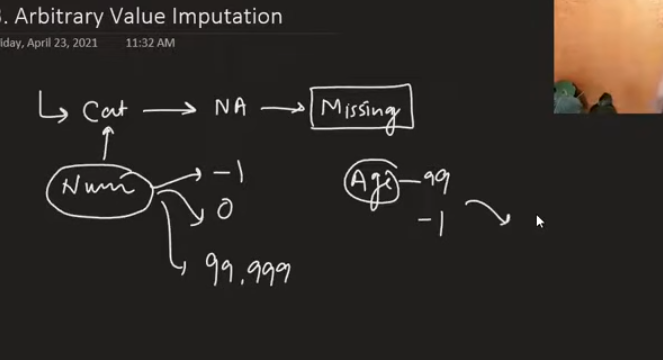 3. Arbitrary Value Imputation
iday, April 23, 2021 11:32 AM
Cat NA Missing
Num -1
0
99,999
Age 99
-1